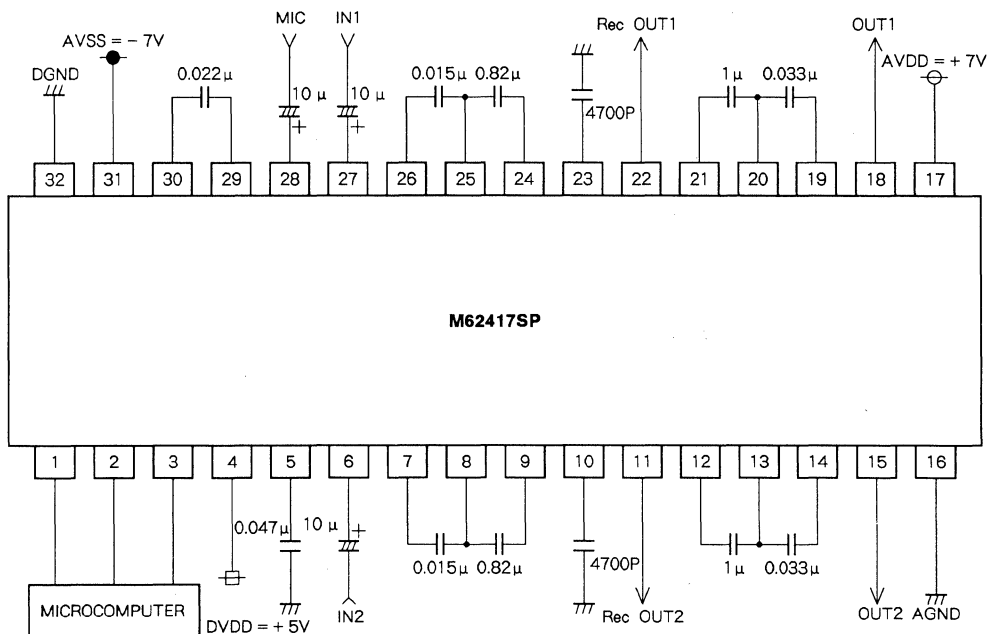 MIC IN1 Rec OUT1 OUT1
AVSS = – 7V AVDD = + 7V
DGND 0.022μ 0.015μ 0.82μ 1μ 0.033μ
10 μ 10 μ 4700P
+ +
32 31 30 29 28 27 26 25 24 23 22 21 20 19 18 17
M62417SP
1 2 3 4 5 6 7 8 9 10 11 12 13 14 15 16
0.047μ 10 μ + 4700P
0.015μ 0.82μ 1μ 0.033μ
MICROCOMPUTER DVDD = + 5V IN2 Rec OUT2 OUT2 AGND